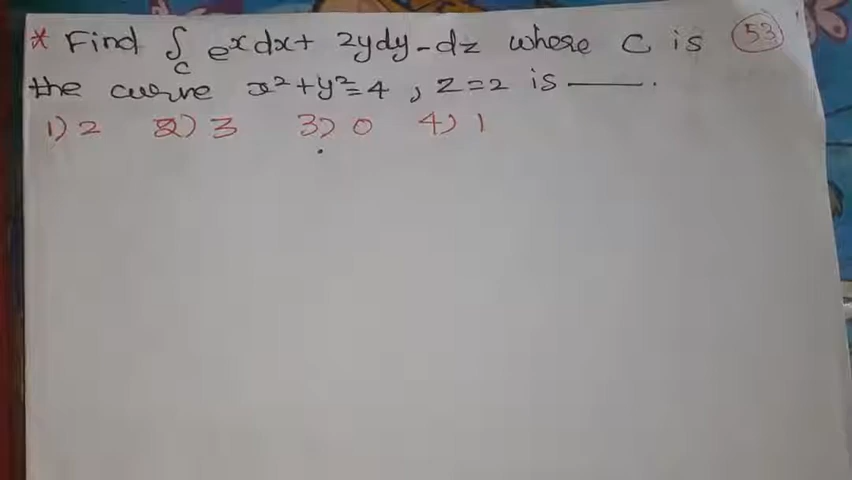 * Find ∫_C e^x dx + 2y dy - dz where C is 53
the curve x²+y²=4, z=2 is ———.
1) 2 2) 3 3) 0 4) 1